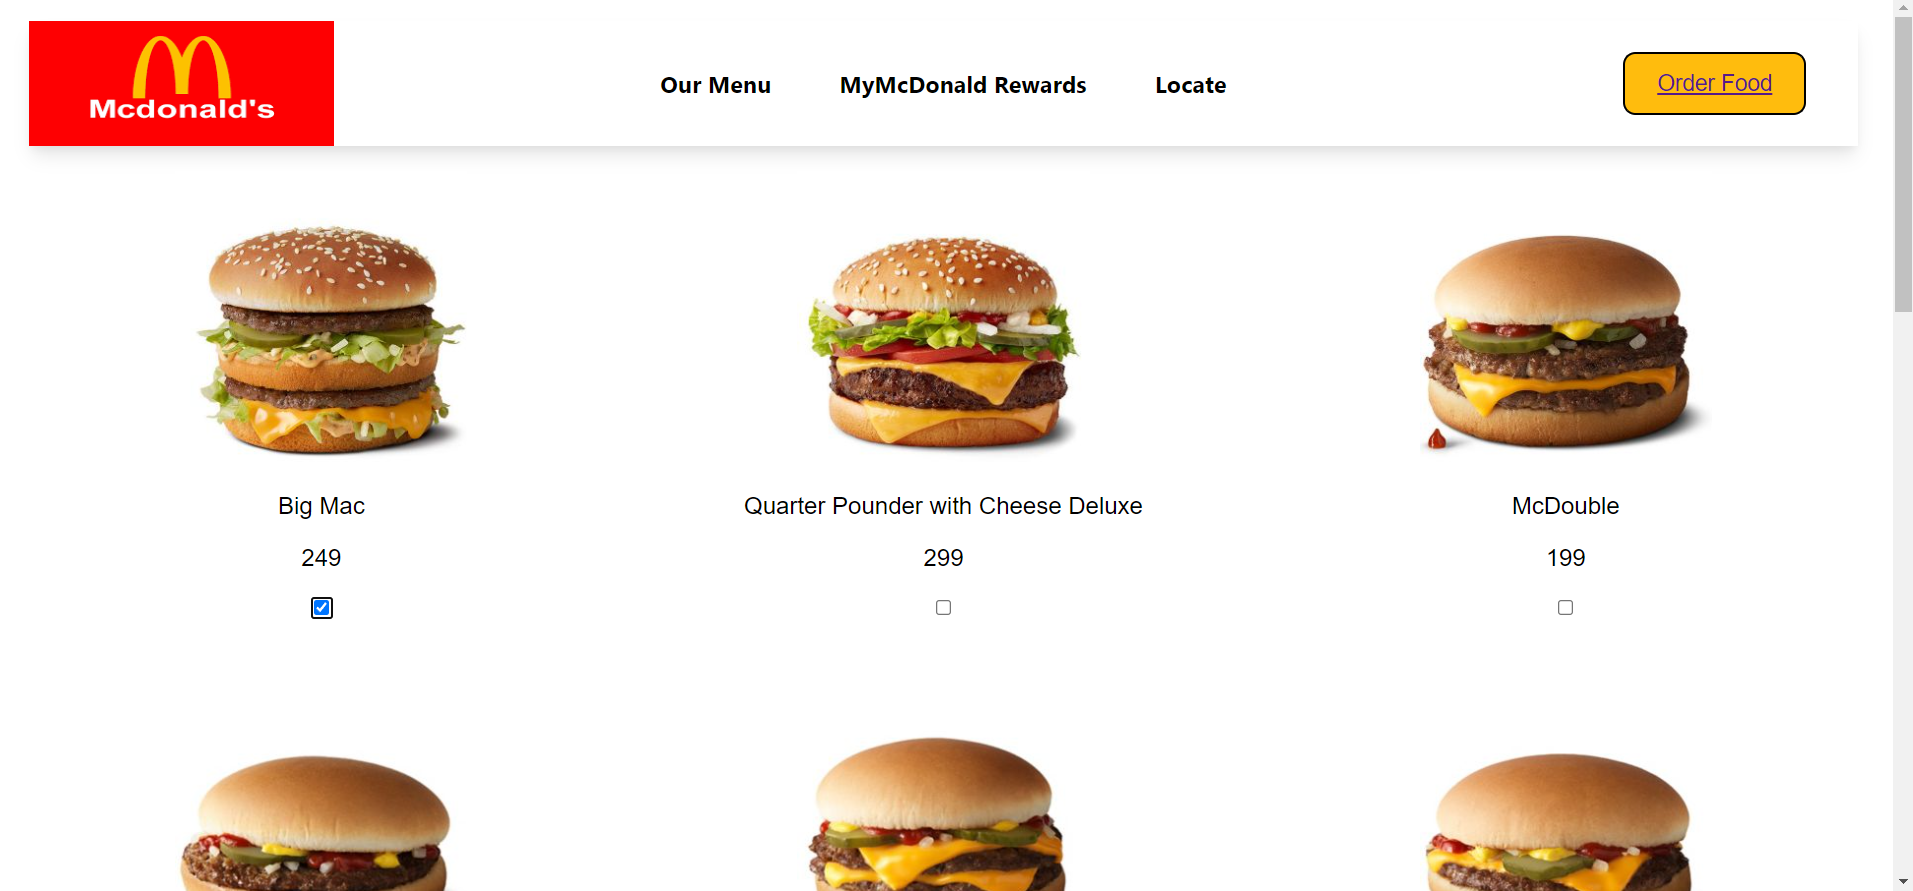 Mcdonald's
Our Menu
MyMcDonald Rewards
Locate
Order Food
Big Mac
Quarter Pounder with Cheese Deluxe
McDouble
249
299
199